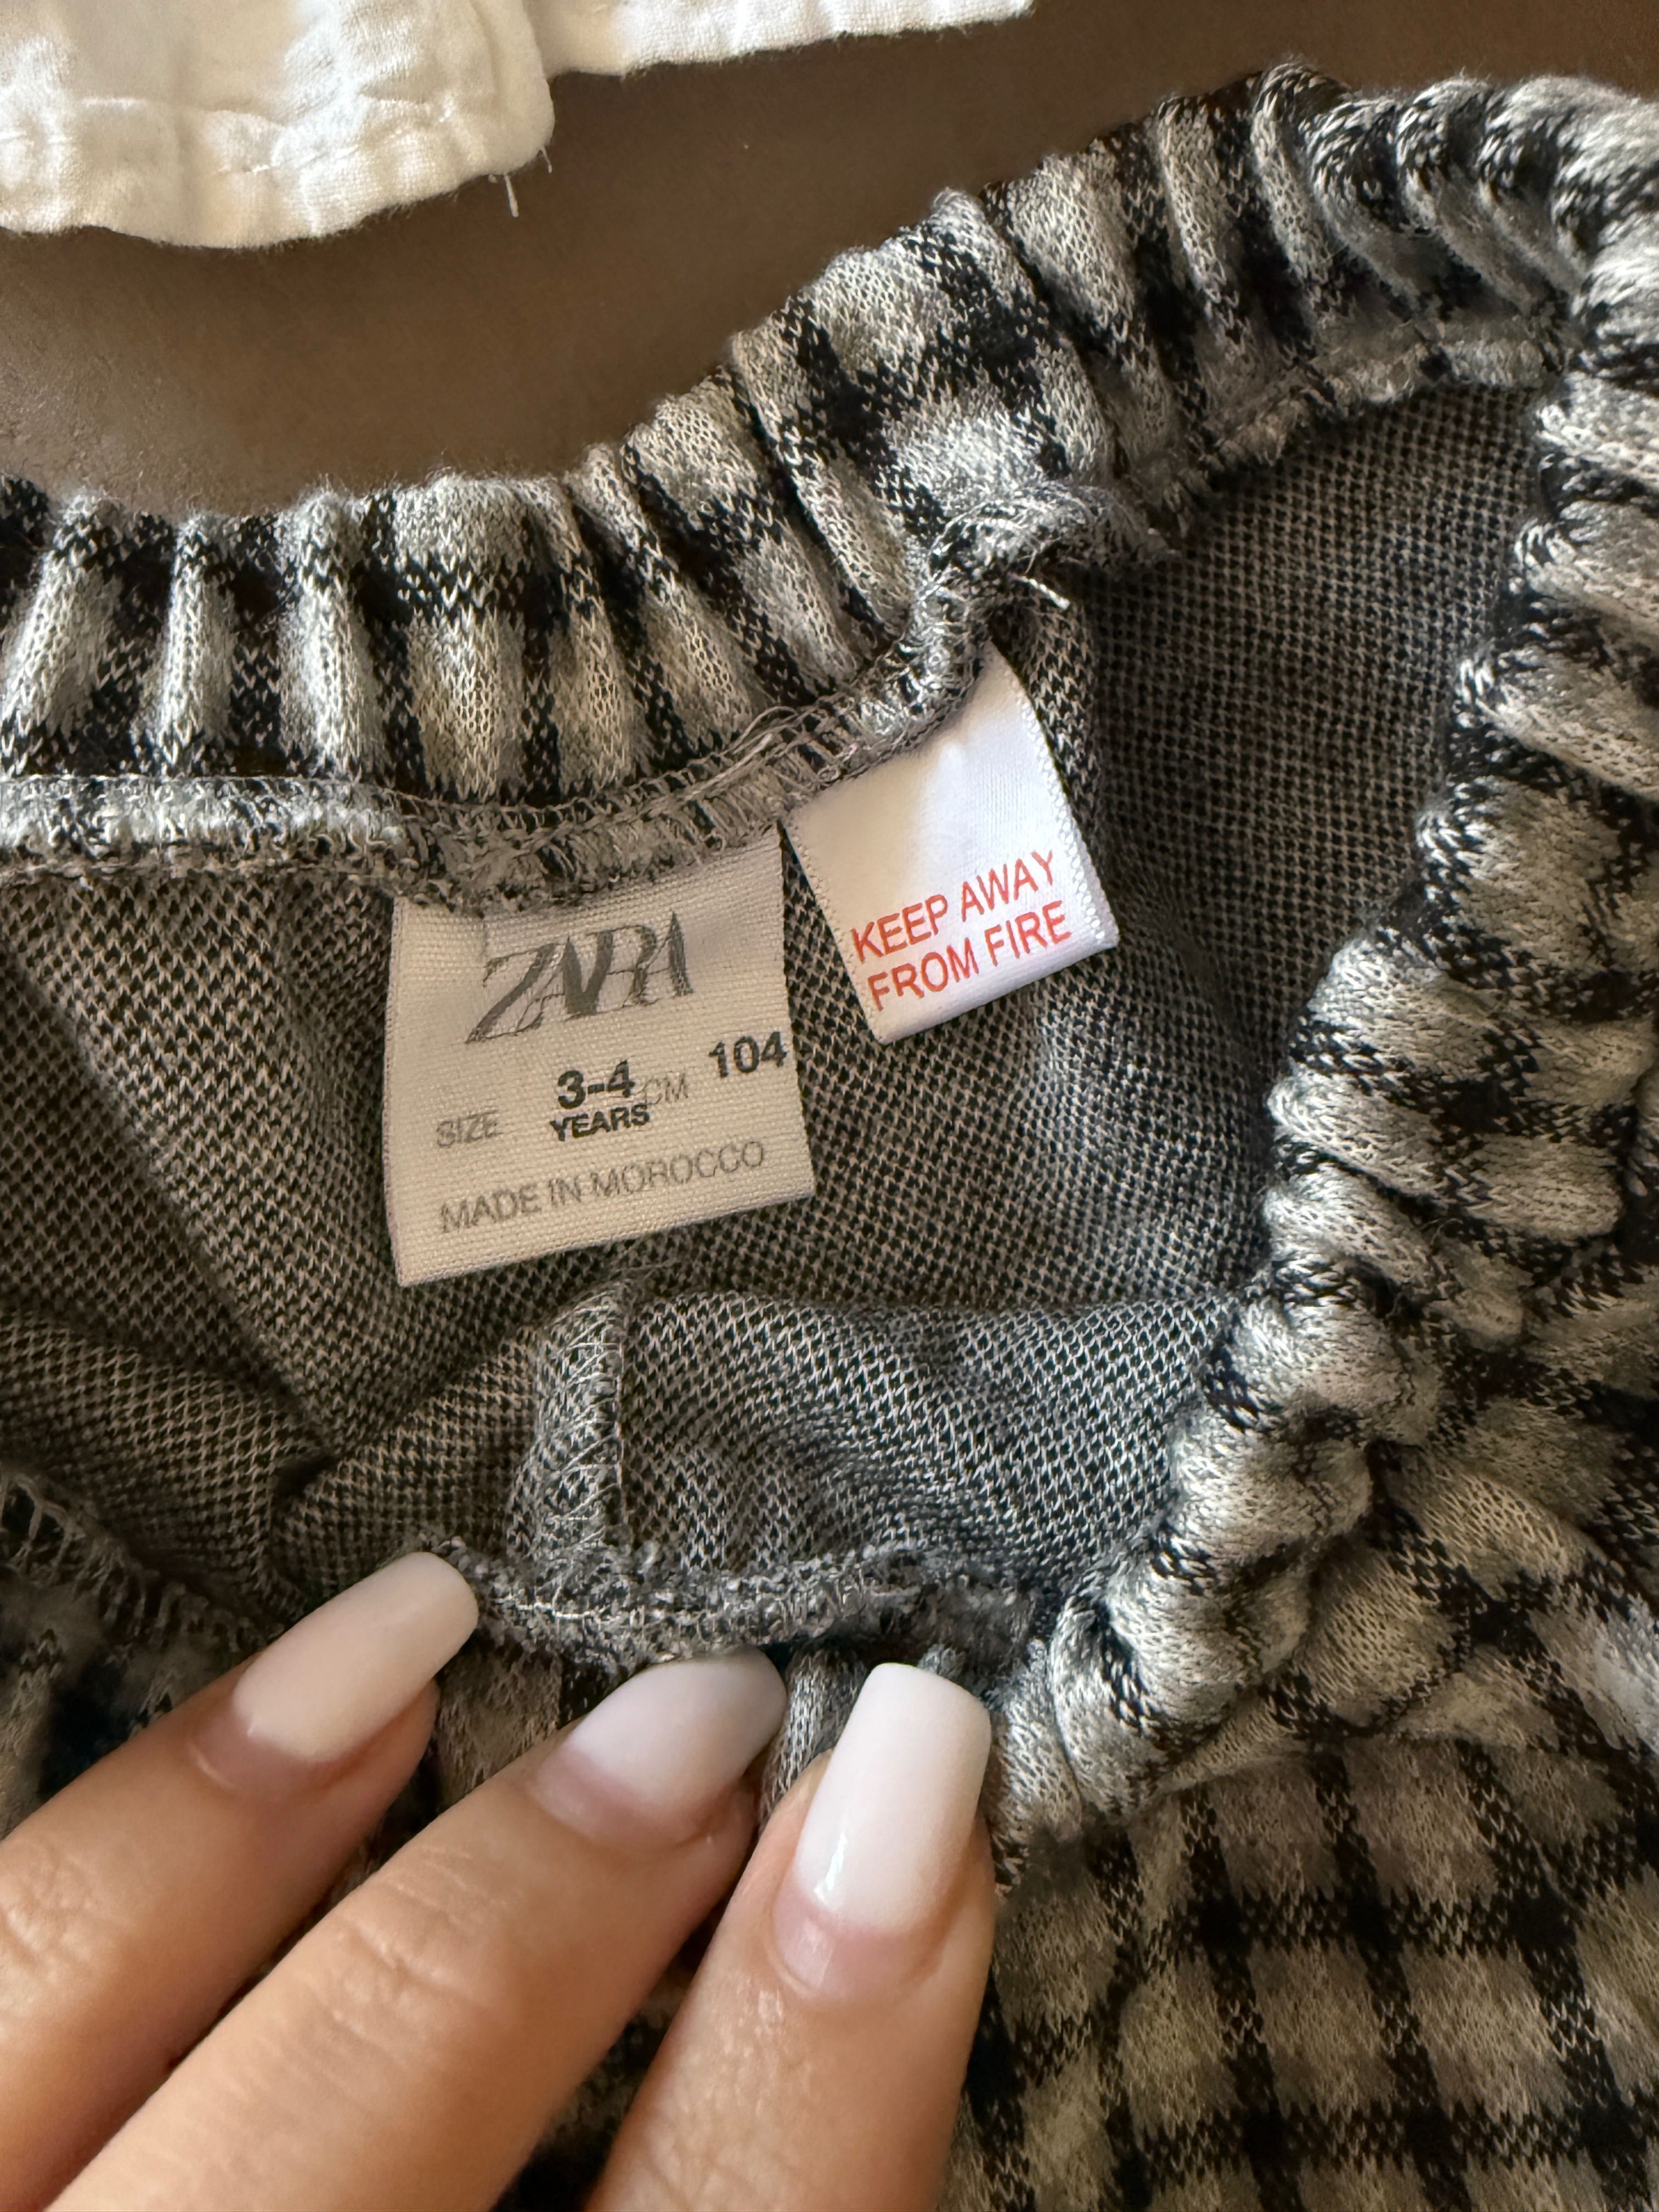 ZARA
SIZE 3-4 YEARS CM 104
MADE IN MOROCCO
KEEP AWAY
FROM FIRE